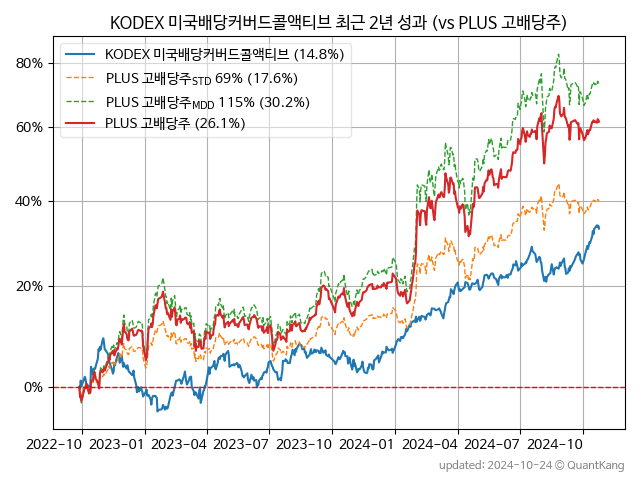 KODEX 미국배당커버드콜액티브 최근 2년 성과 (vs PLUS 고배당주)
KODEX 미국배당커버드콜액티브 (14.8%)
PLUS 고배당주STD 69% (17.6%)
PLUS 고배당주MDD 115% (30.2%)
PLUS 고배당주 (26.1%)
80%
60%
40%
20%
0%
2022-10 2023-01 2023-04 2023-07 2023-10 2024-01 2024-04 2024-07 2024-10
updated: 2024-10-24 © QuantKang